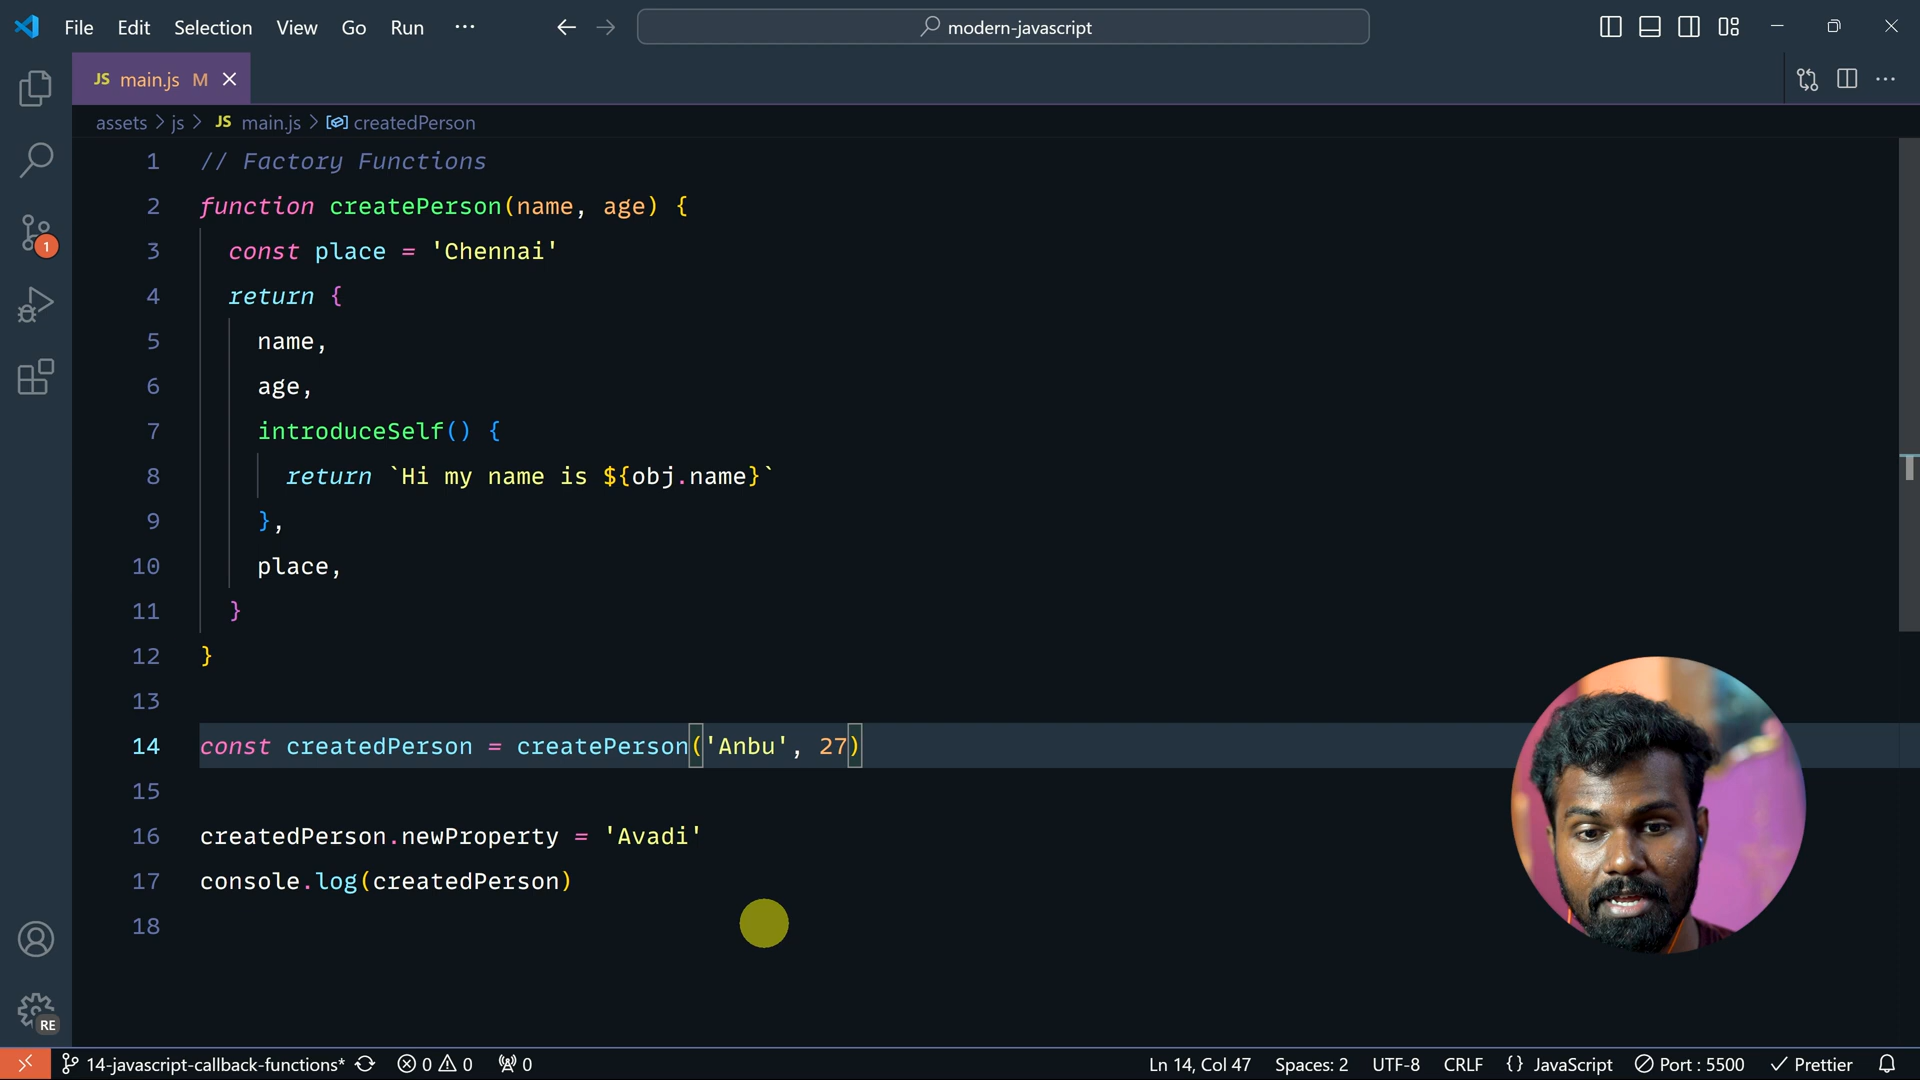 File Edit Selection View Go Run ···
modern-javascript
JS main.js M
assets > js > JS main.js > createdPerson
1 // Factory Functions
2 function createPerson(name, age) {
3 const place = 'Chennai'
4 return {
5 name,
6 age,
7 introduceSelf() {
8 return `Hi my name is ${obj.name}`
9 },
10 place,
11 }
12 }
13
14 const createdPerson = createPerson('Anbu', 27)
15
16 createdPerson.newProperty = 'Avadi'
17 console.log(createdPerson)
18
1
RE
14-javascript-callback-functions* 0 0 0 Ln 14, Col 47 Spaces: 2 UTF-8 CRLF {} JavaScript Port : 5500 Prettier